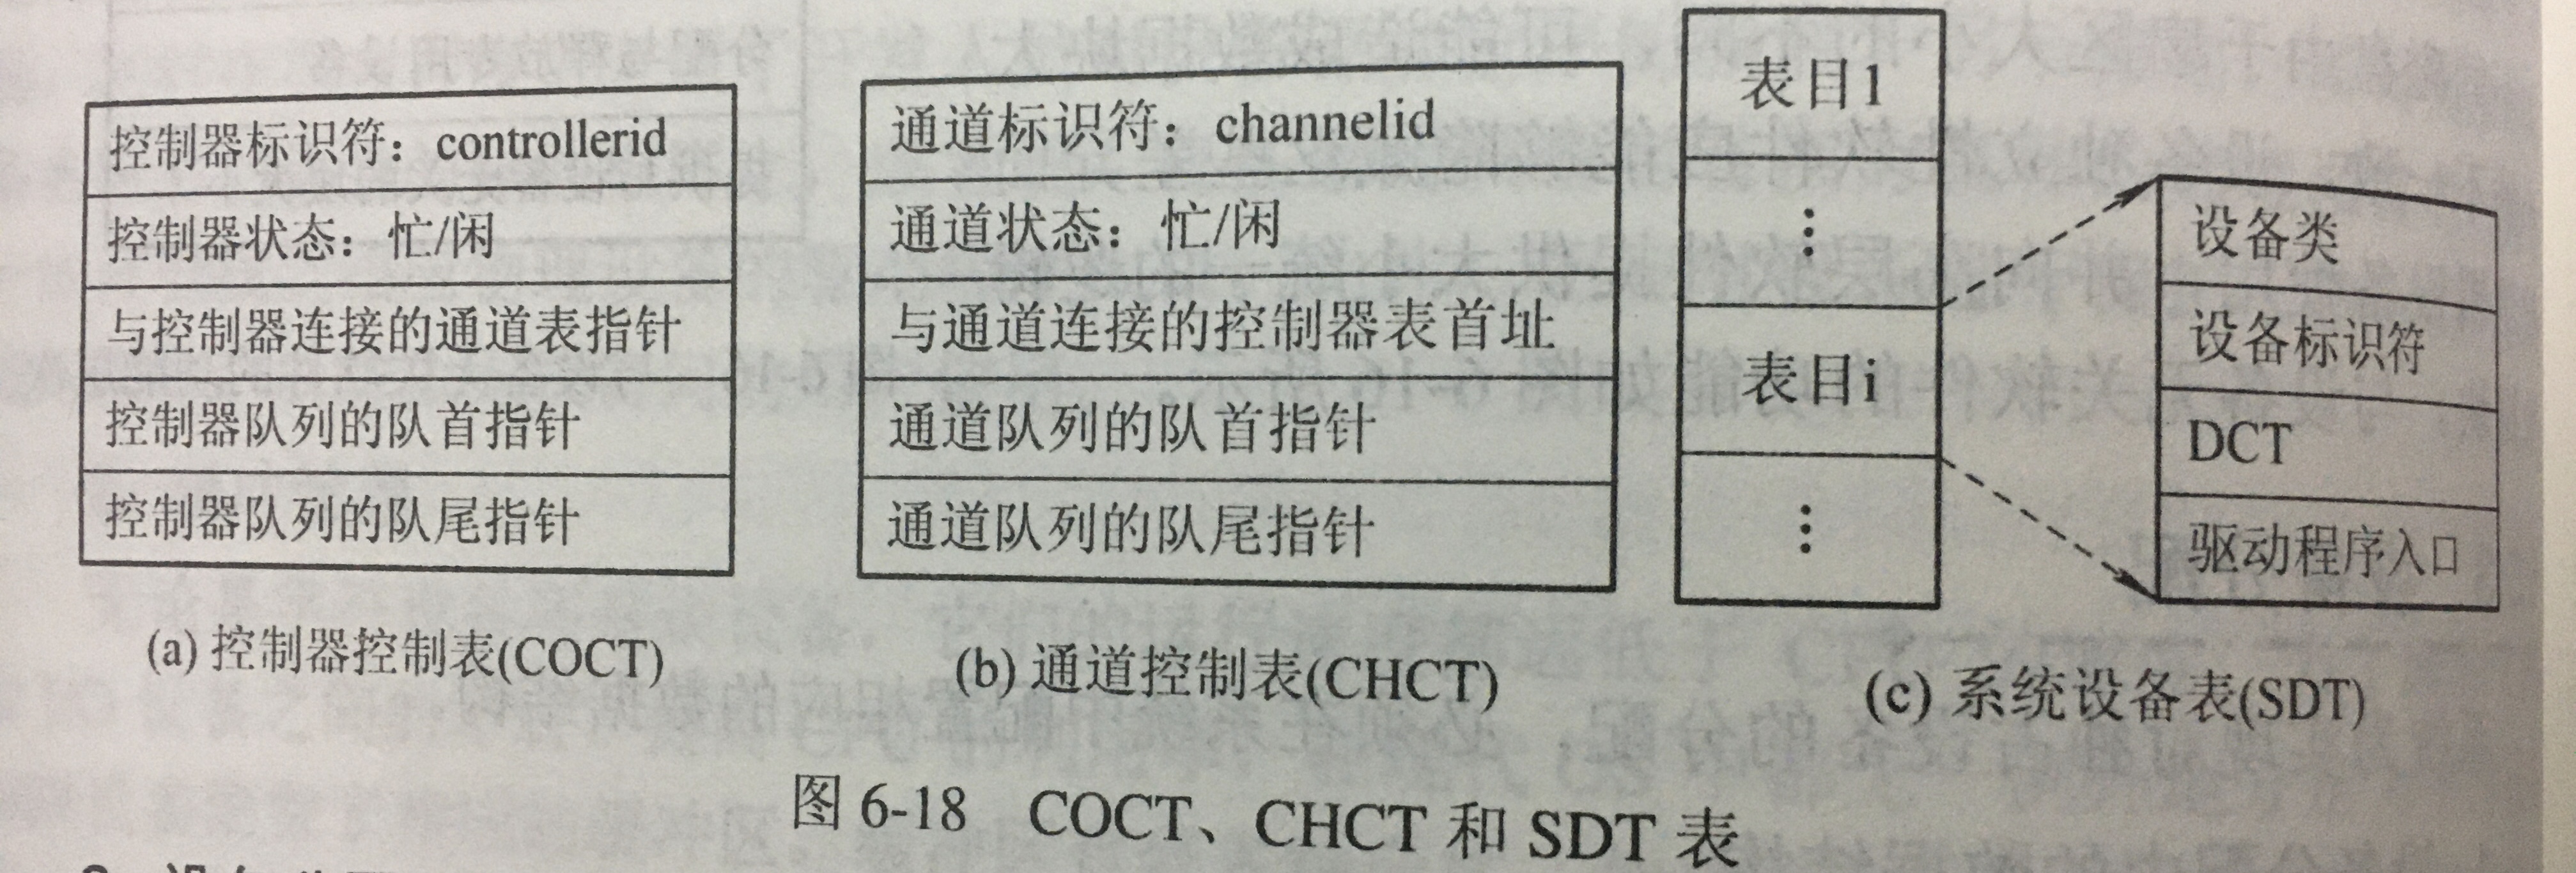 控制器标识符：controllerid
控制器状态：忙/闲
与控制器连接的通道表指针
控制器队列的队首指针
控制器队列的队尾指针
(a) 控制器控制表(COCT)
通道标识符：channelid
通道状态：忙/闲
与通道连接的控制器表首址
通道队列的队首指针
通道队列的队尾指针
(b) 通道控制表(CHCT)
表目1
⋮
表目i
⋮
设备类
设备标识符
DCT
驱动程序入口
(c) 系统设备表(SDT)
图 6-18 COCT、CHCT 和 SDT 表